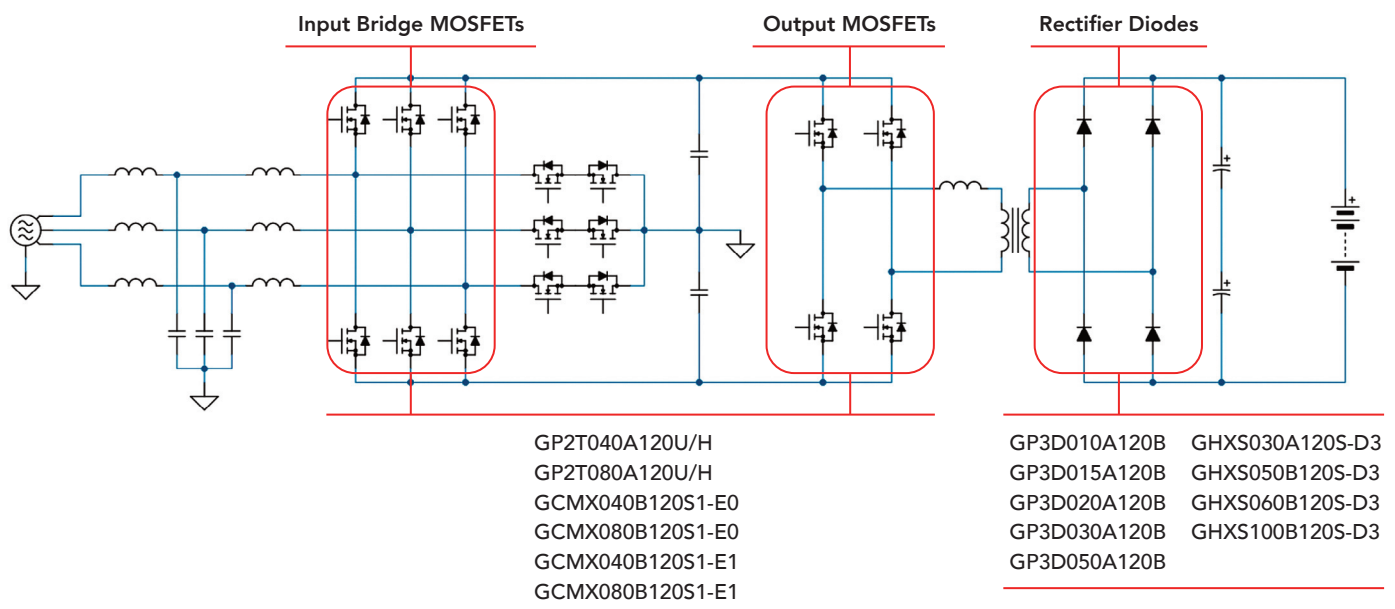 Input Bridge MOSFETs
Output MOSFETs
Rectifier Diodes
GP2T040A120U/H
GP2T080A120U/H
GCMX040B120S1-E0
GCMX080B120S1-E0
GCMX040B120S1-E1
GCMX080B120S1-E1
GP3D010A120B GHXS030A120S-D3
GP3D015A120B GHXS050B120S-D3
GP3D020A120B GHXS060B120S-D3
GP3D030A120B GHXS100B120S-D3
GP3D050A120B